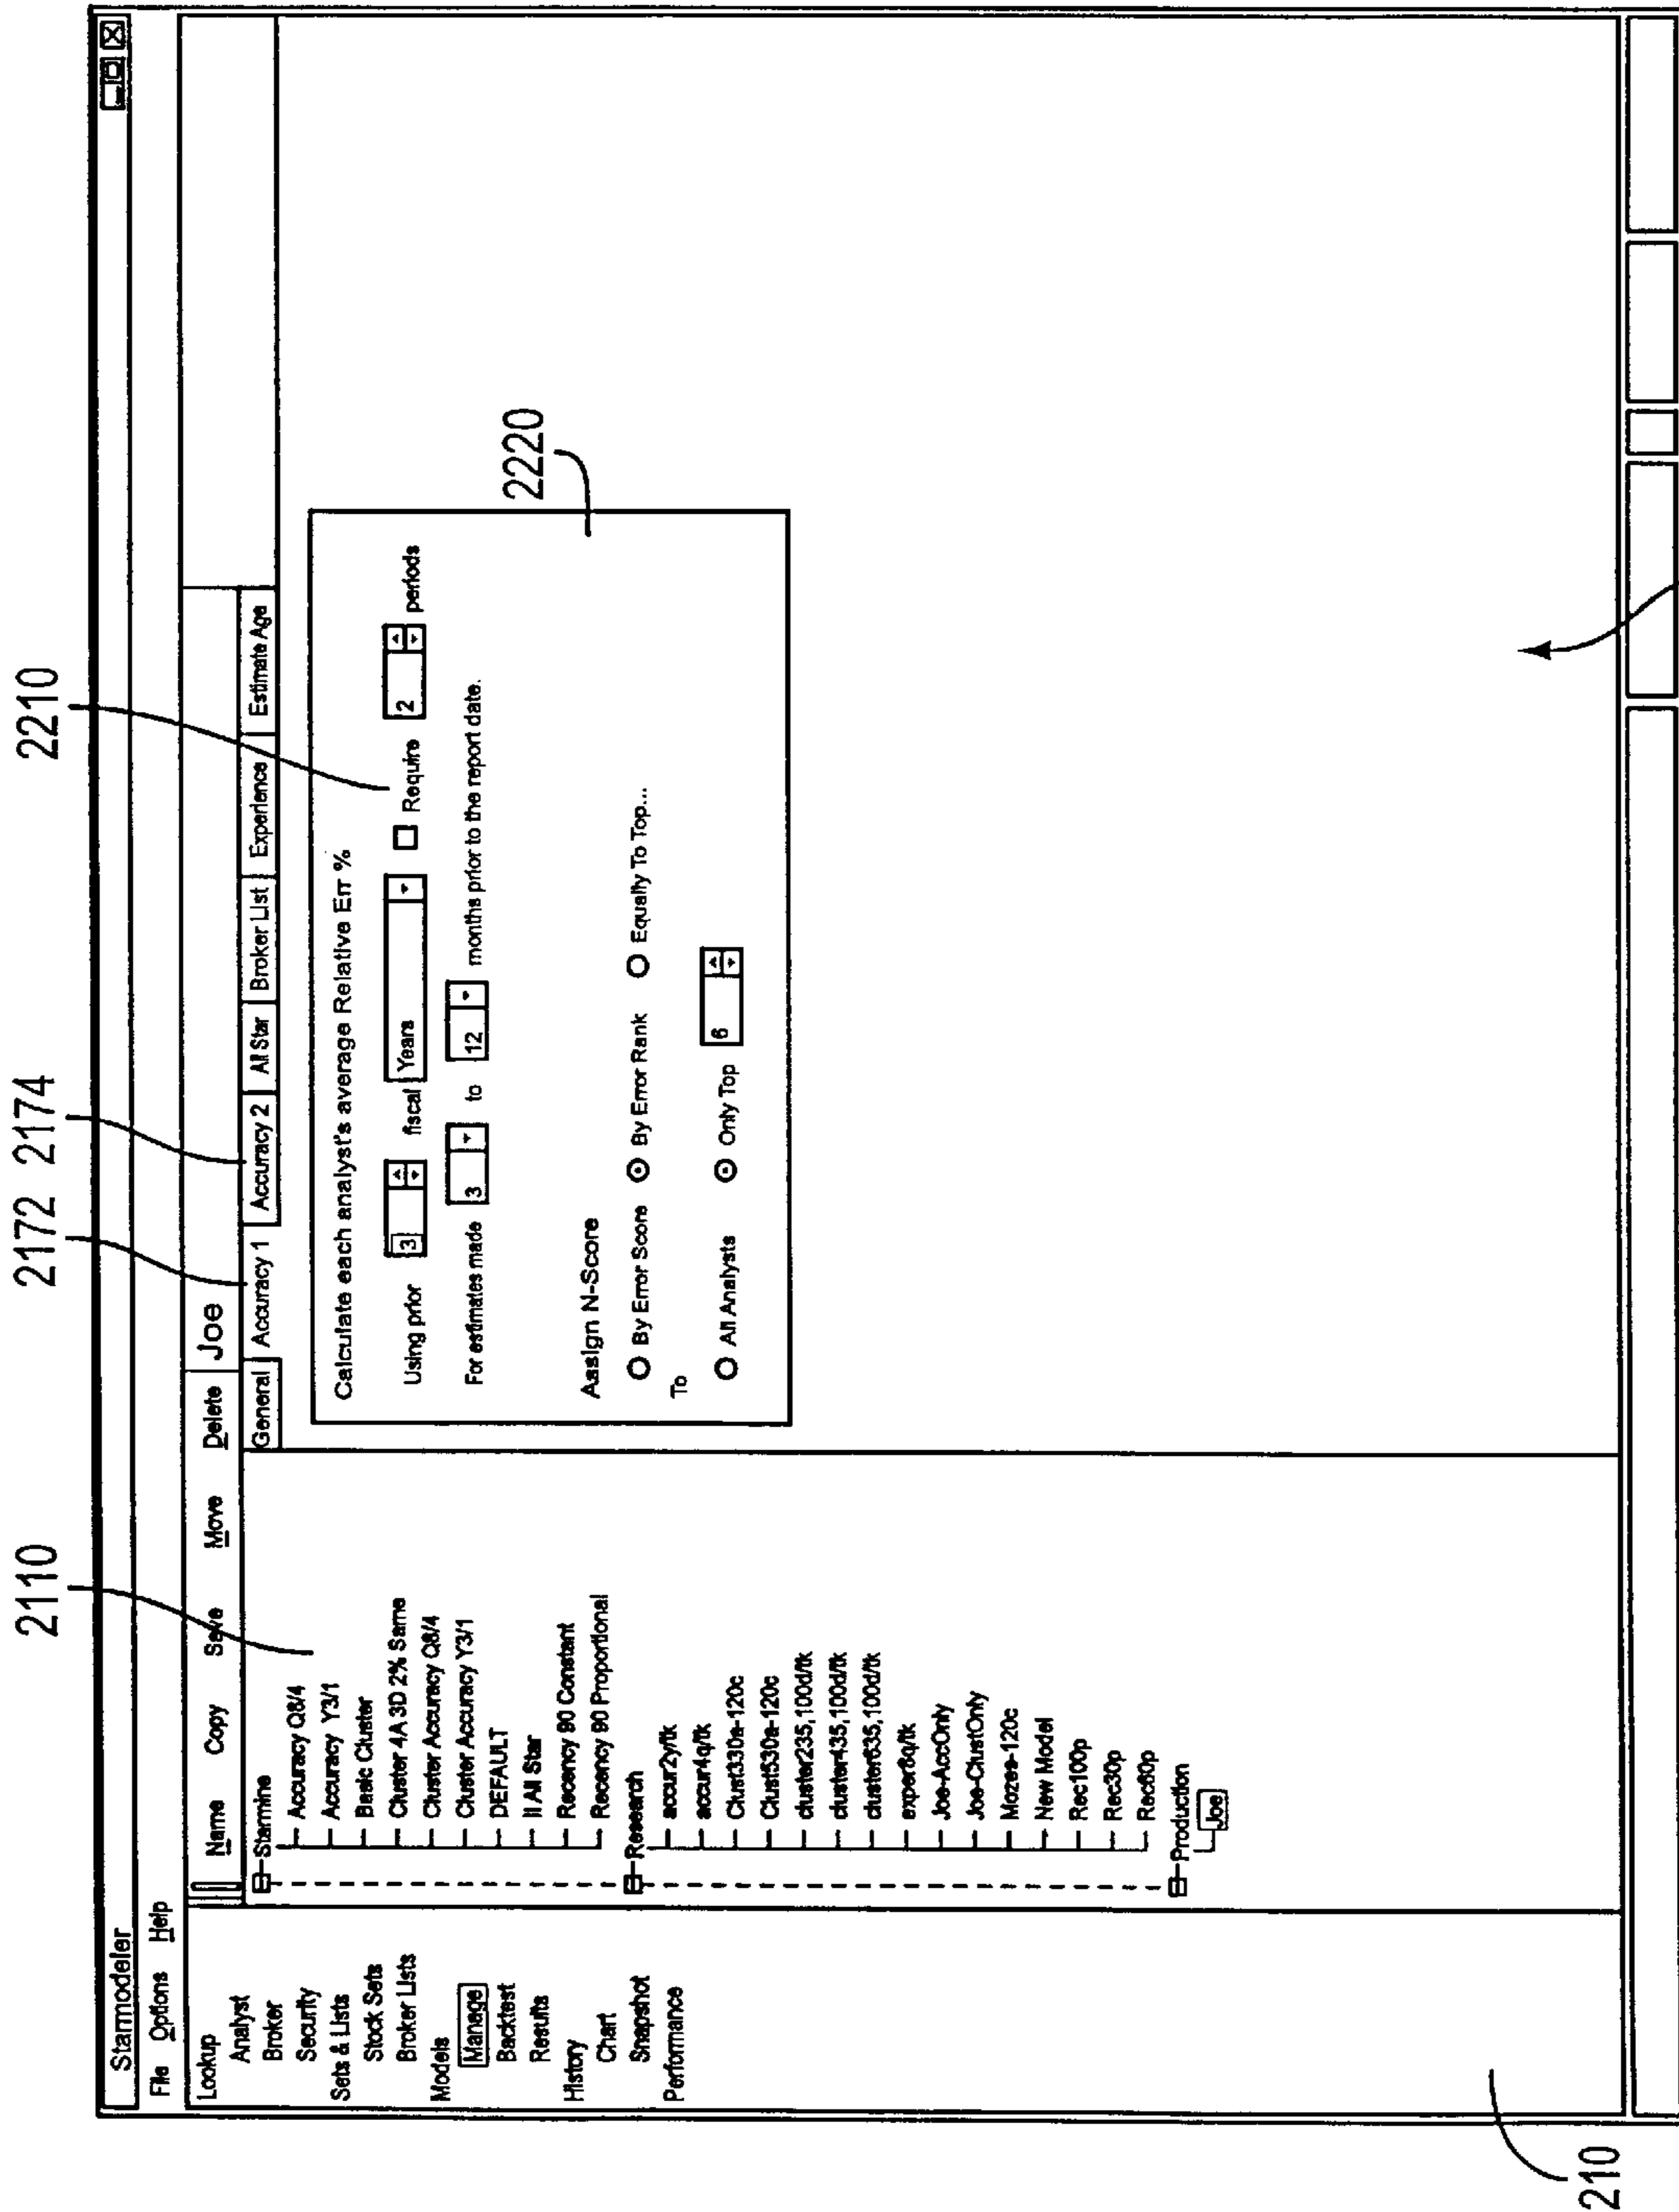 2110
2172 2174
2210
Starmodeler
File Options Help
Lookup
Analyst
Broker
Security
Sets & Lists
Stock Sets
Broker Lists
Models
Manage
Backtest
Results
History
Chart
Snapshot
Performance
Name Copy Save Move Delete Joe
Starmine
Accuracy Q8/4
Accuracy Y3/1
Basic Cluster
Cluster 4A 3D 2% Same
Cluster Accuracy Q8/4
Cluster Accuracy Y3/1
DEFAULT
II All Star
Recency 90 Constant
Recency 90 Proportional
Research
accur2y/tk
accur4q/tk
Clust330s-120c
Clust530s-120c
cluster235,100d/tk
cluster435,100d/tk
cluster635,100d/tk
exper8q/tk
Joe-AccOnly
Joe-ClustOnly
Mozes-120c
New Model
Rec100p
Rec30p
Rec60p
Production
Joe
General Accuracy 1 Accuracy 2 All Star Broker List Experience Estimate Age
Calculate each analyst's average Relative Err %
Using prior 3 fiscal Years Require 2 periods
For estimates made 3 to 12 months prior to the report date.
Assign N-Score
By Error Score By Error Rank Equally To Top...
To
All Analysts Only Top 6
2220
210